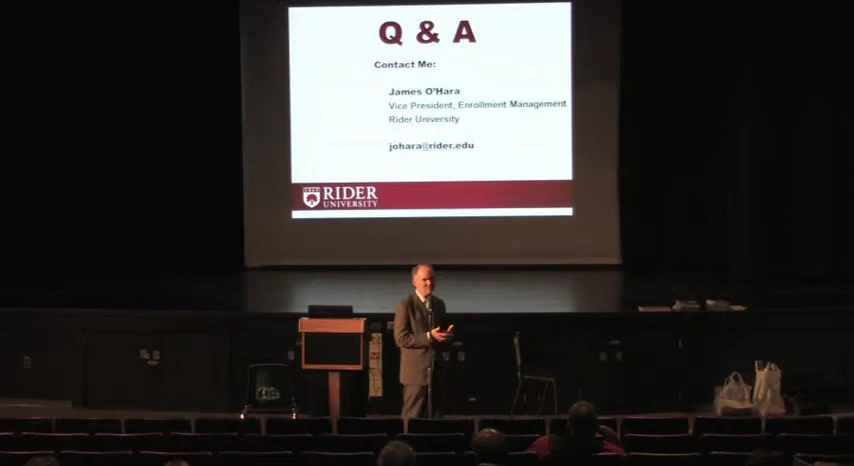 Q & A
Contact Me:
James O'Hara
Vice President, Enrollment Management
Rider University
johara@rider.edu
RIDER
UNIVERSITY